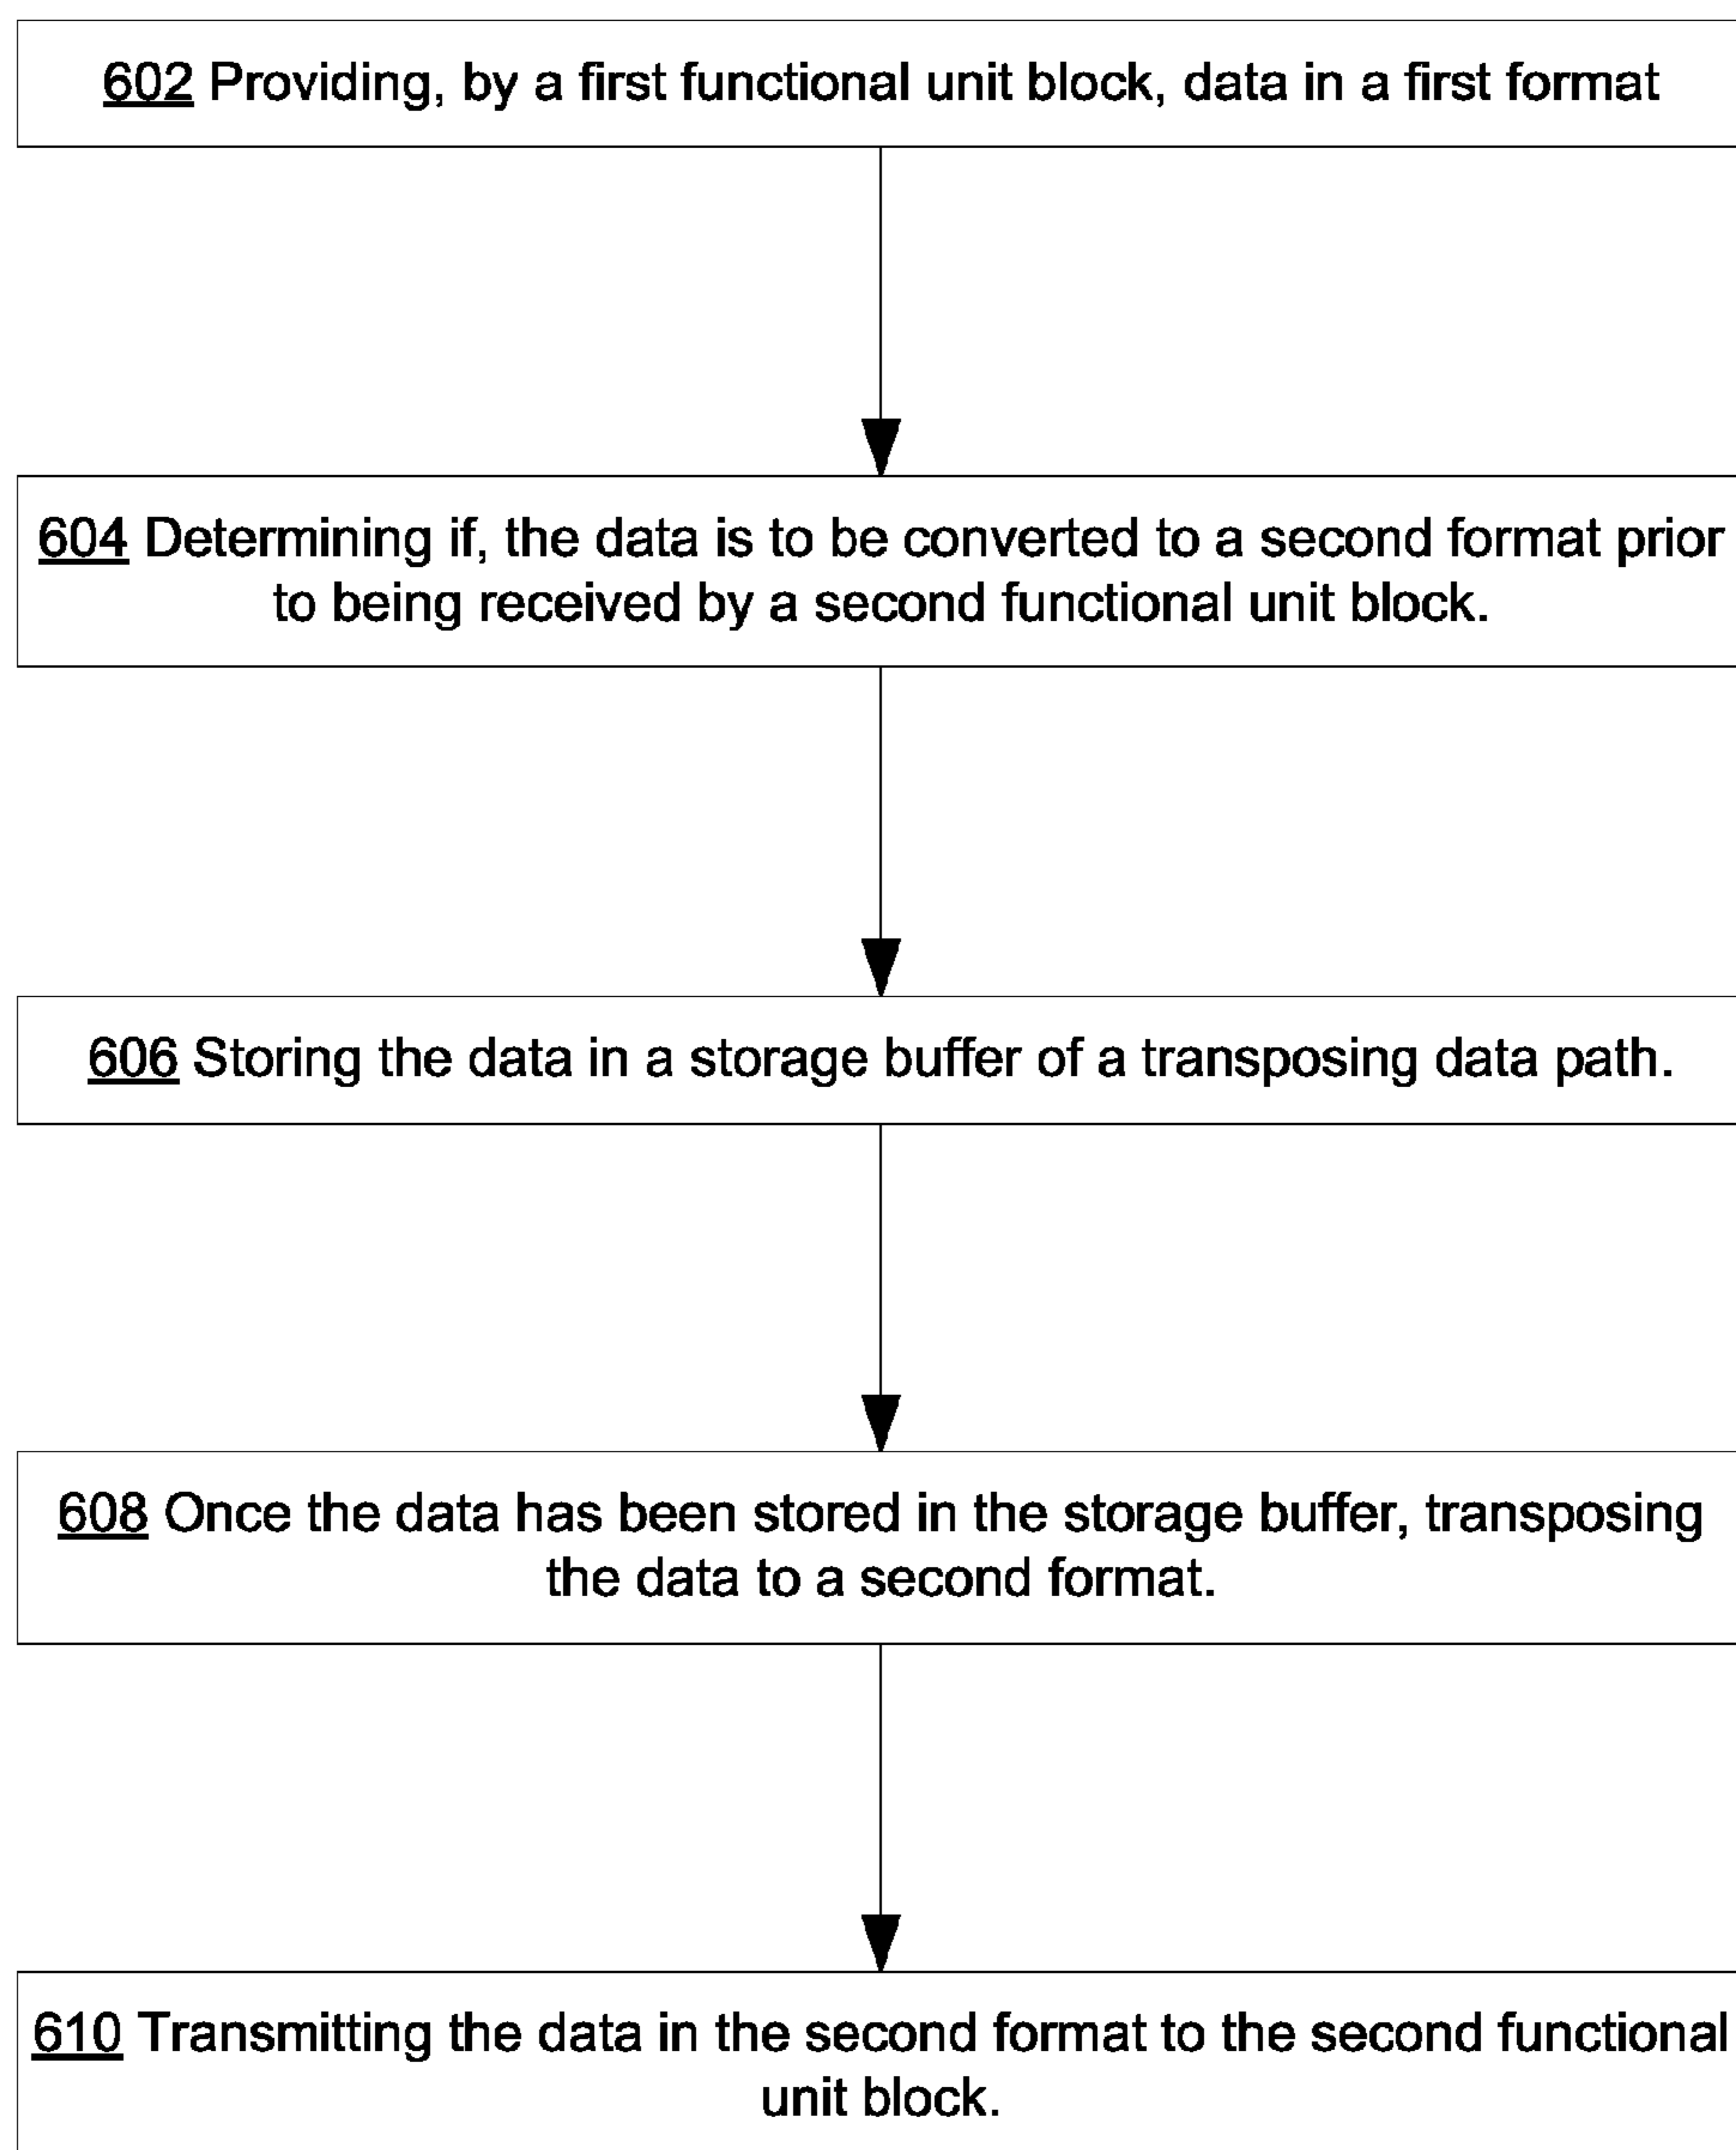 602 Providing, by a first functional unit block, data in a first format
604 Determining if, the data is to be converted to a second format prior
to being received by a second functional unit block.
606 Storing the data in a storage buffer of a transposing data path.
608 Once the data has been stored in the storage buffer, transposing
the data to a second format.
610 Transmitting the data in the second format to the second functional
unit block.